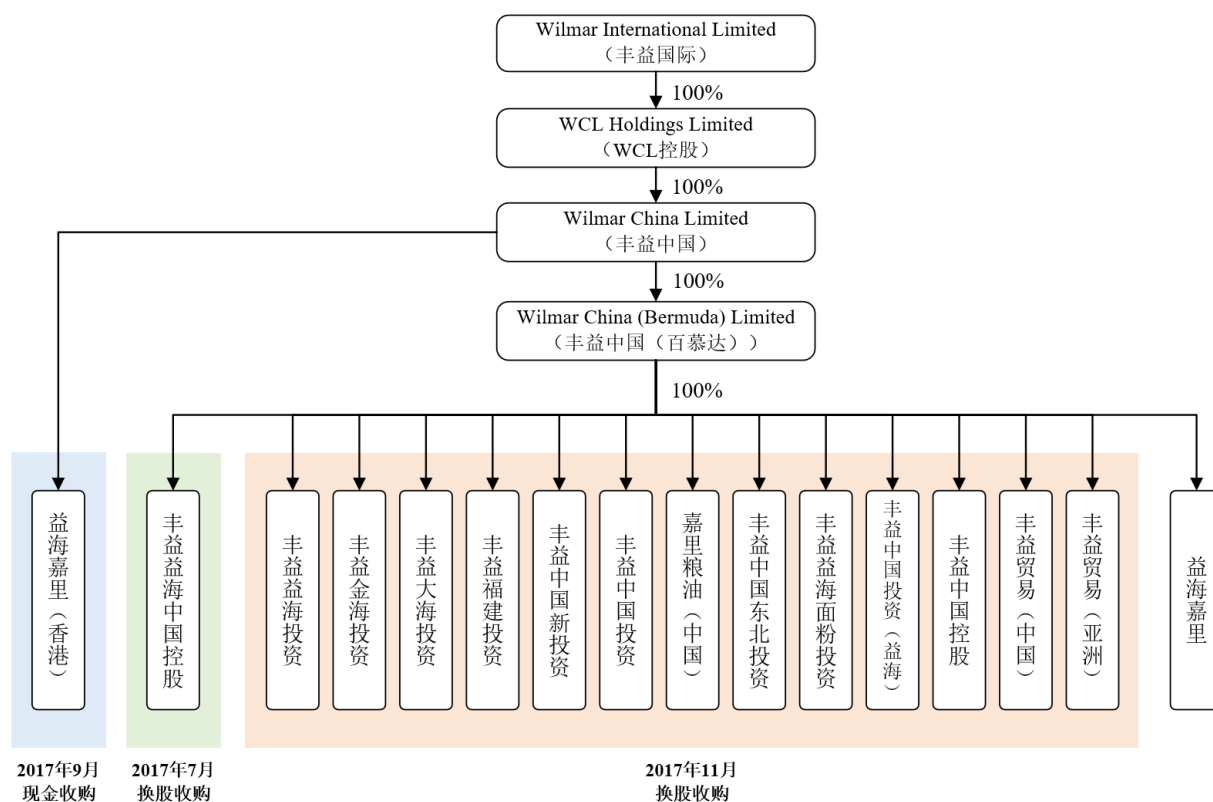 Wilmar International Limited
（丰益国际）
100%
WCL Holdings Limited
（WCL控股）
100%
Wilmar China Limited
（丰益中国）
100%
Wilmar China (Bermuda) Limited
（丰益中国（百慕达））
100%
益海嘉里（香港）
丰益益海中国控股
丰益益海投资
丰益金海投资
丰益大海投资
丰益福建投资
丰益中国新投资
丰益中国投资
嘉里粮油（中国）
丰益中国东北投资
丰益益海面粉投资
丰益中国投资（益海）
丰益中国控股
丰益贸易（中国）
丰益贸易（亚洲）
益海嘉里
2017年9月
现金收购
2017年7月
换股收购
2017年11月
换股收购